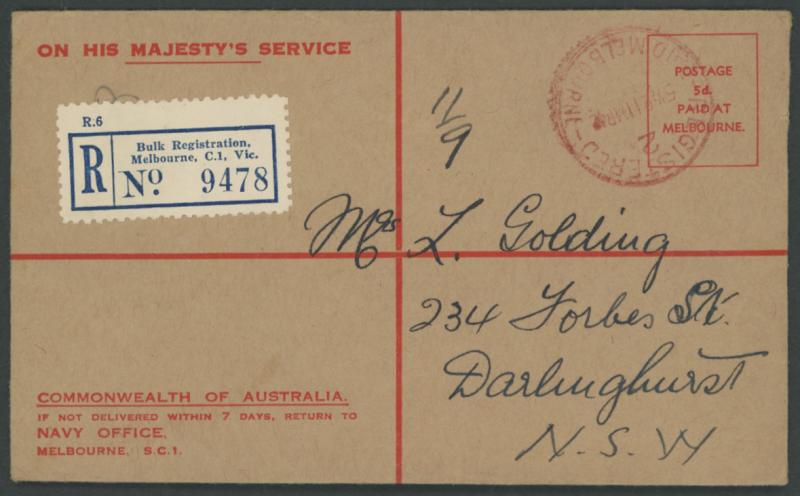 ON HIS MAJESTY'S SERVICE
R.6
R
Bulk Registration,
Melbourne, C.1, Vic.
No 9478
11/9
REGISTERED
MELBOURNE
2
POSTAGE
5d.
PAID AT
MELBOURNE.
Mrs L. Golding
234 Forbes St.
Darlinghurst
N.S.W
COMMONWEALTH OF AUSTRALIA.
IF NOT DELIVERED WITHIN 7 DAYS, RETURN TO
NAVY OFFICE,
MELBOURNE, S.C.1.